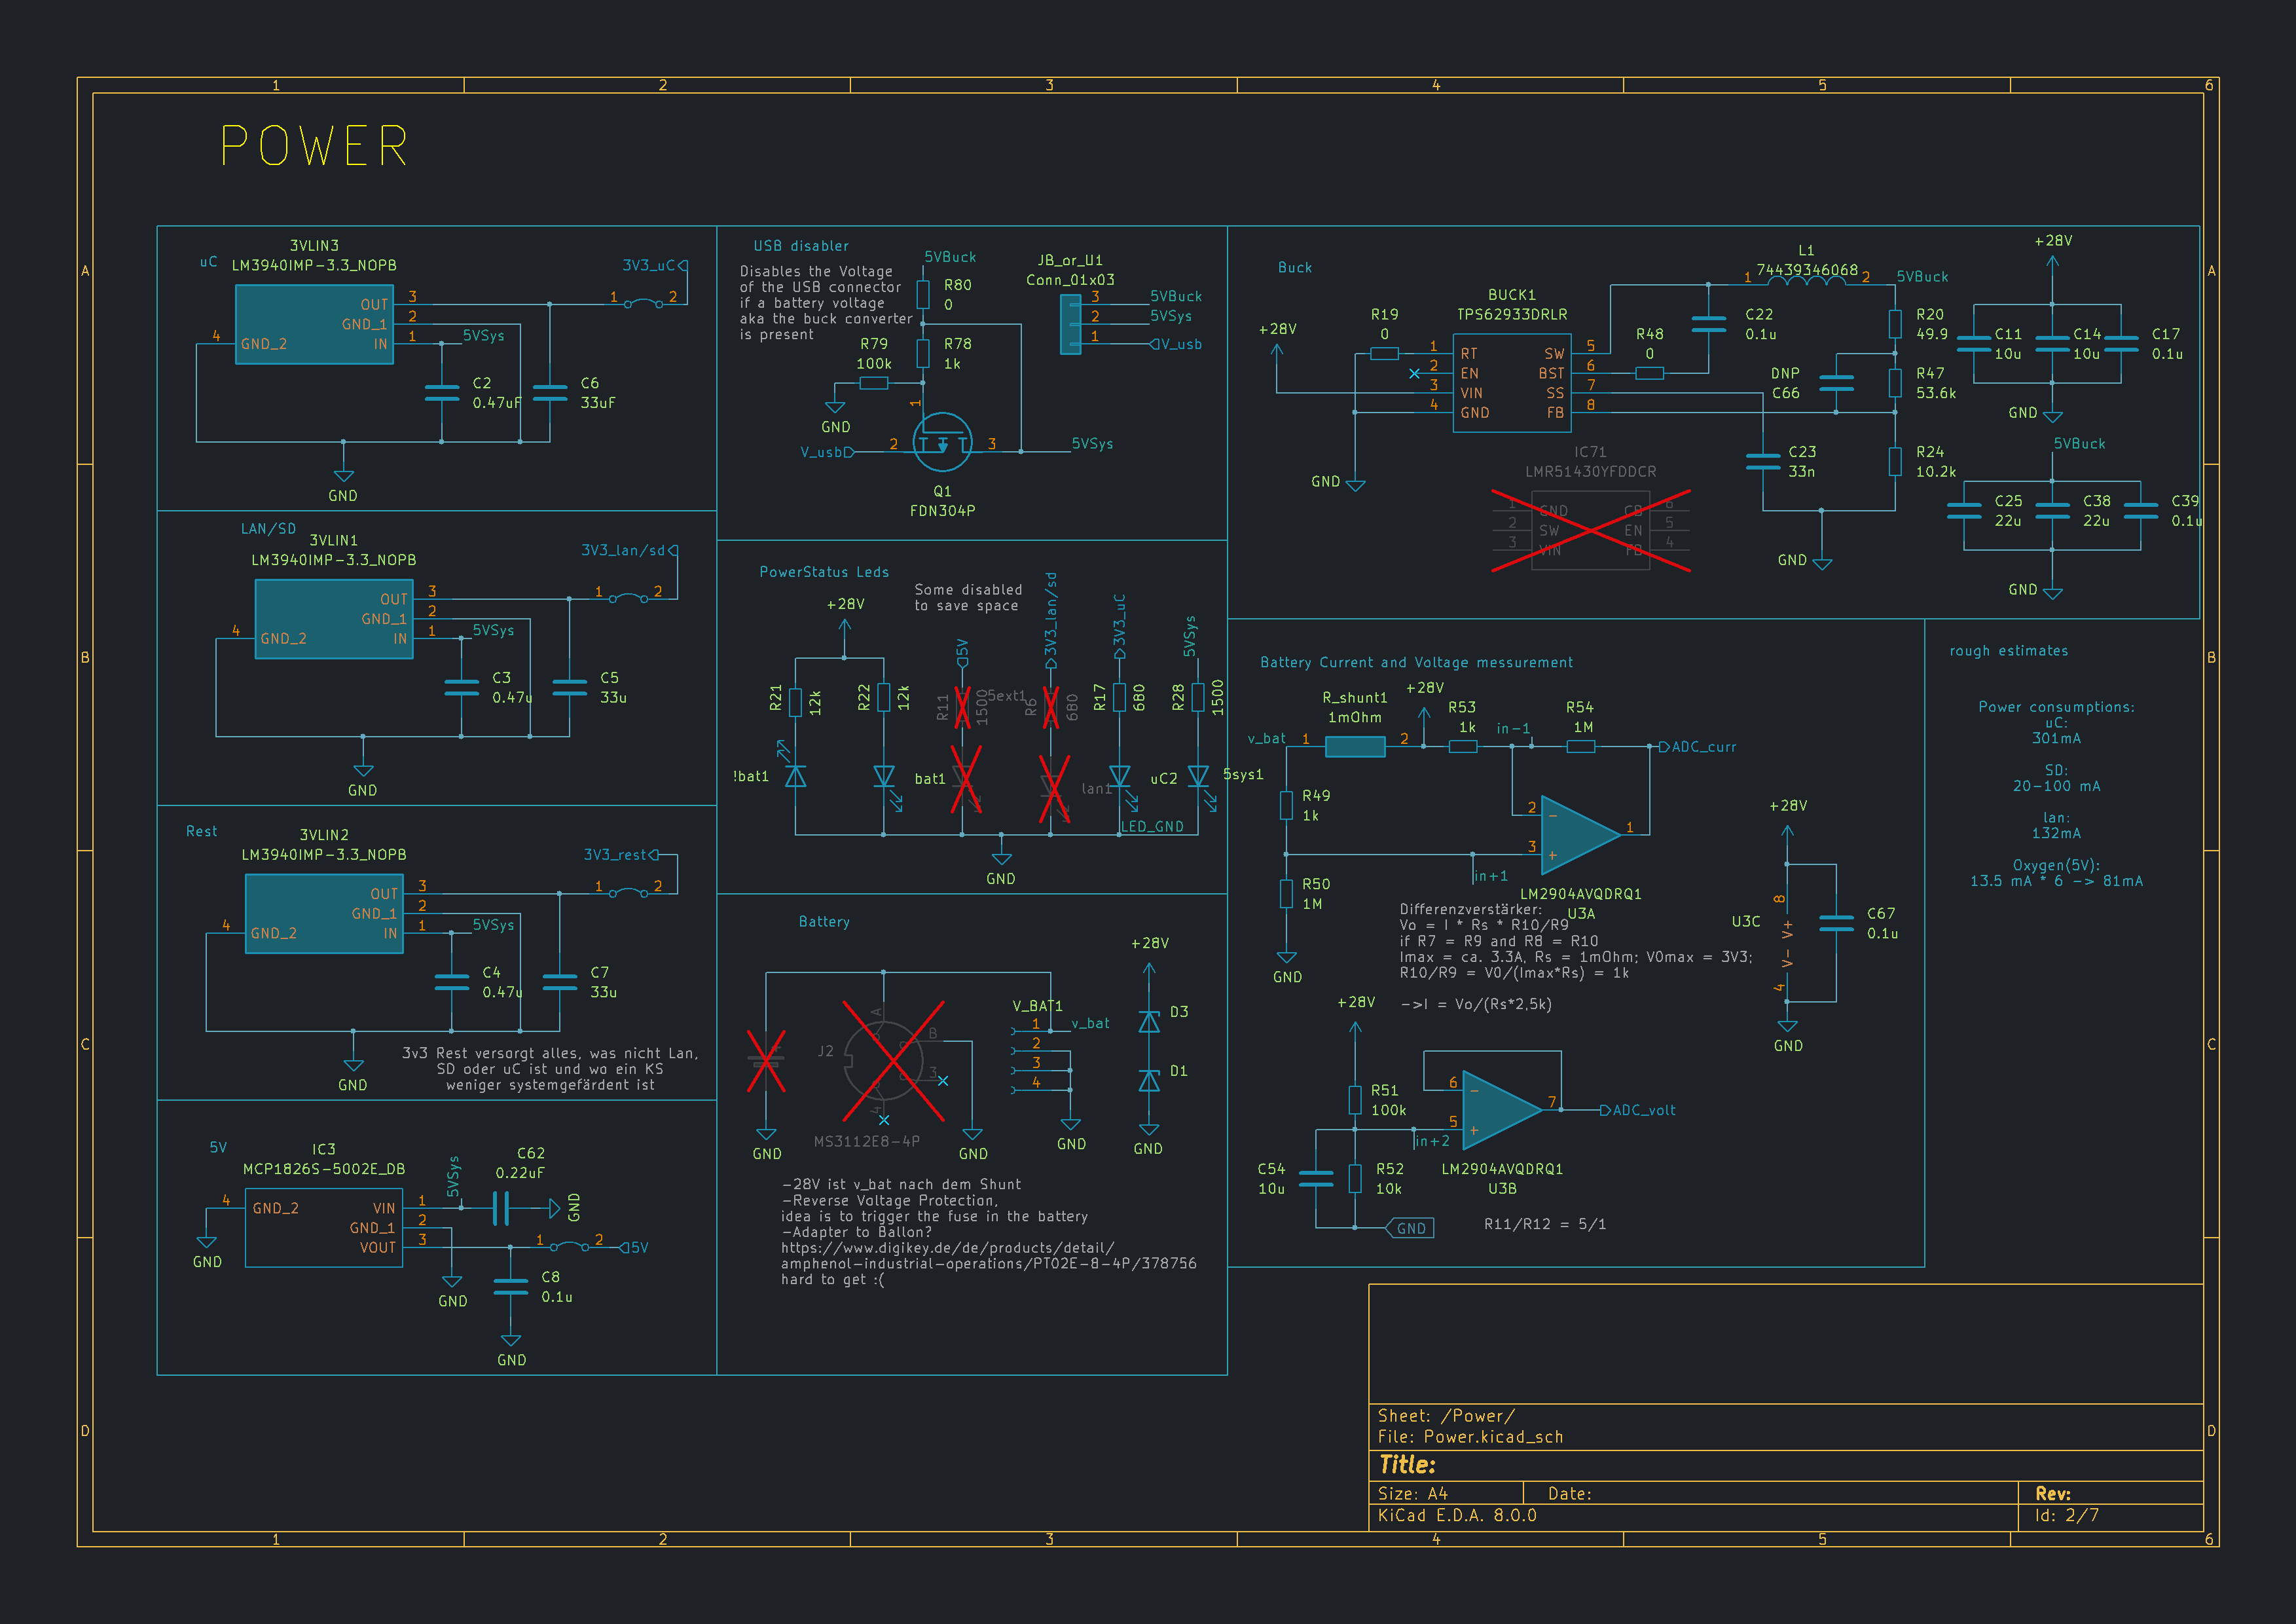 1 2 3 4 5 6
POWER
A
B
C
D
uC
3VLIN3
LM3940IMP-3.3_NOPB
3V3_uC
OUT 3
GND_1 2
IN 1
4 GND_2
5VSys
1 2
C2
0.47uF
C6
33uF
GND
LAN/SD
3VLIN1
LM3940IMP-3.3_NOPB
3V3_lan/sd
OUT 3
GND_1 2
IN 1
4 GND_2
5VSys
1 2
C3
0.47u
C5
33u
GND
Rest
3VLIN2
LM3940IMP-3.3_NOPB
3V3_rest
OUT 3
GND_1 2
IN 1
4 GND_2
5VSys
1 2
C4
0.47u
C7
33u
GND
3v3 Rest versorgt alles, was nicht Lan,
SD oder uC ist und wo ein KS
weniger systemgefärdent ist
5V
IC3
MCP1826S-5002E_DB
4 GND_2
VIN 1
GND_1 2
VOUT 3
5VSys
C62
0.22uF
GND
1 2
5V
GND
GND
C8
0.1u
GND
USB disabler
Disables the Voltage
of the USB connector
if a battery voltage
aka the buck converter
is present
5VBuck
R80
0
R79
100k
R78
1k
GND
1
V_usb
2
3
5VSys
Q1
FDN304P
JB_or_U1
Conn_01x03
3 5VBuck
2 5VSys
1 V_usb
PowerStatus Leds
Some disabled
to save space
+28V
5V
3V3_lan/sd
3V3_uC
5VSys
R21
12k
R22
12k
R11
1500
5ext1
R6
680
R17
680
R28
1500
!bat1
bat1
lan1
uC2
5sys1
LED_GND
GND
Battery
J2
A
B
3
4
MS3112E8-4P
V_BAT1
1
2
3
4
v_bat
+28V
D3
D1
GND
GND
GND
GND
-28V ist v_bat nach dem Shunt
-Reverse Voltage Protection,
idea is to trigger the fuse in the battery
-Adapter to Ballon?
https://www.digikey.de/de/products/detail/
amphenol-industrial-operations/PT02E-8-4P/378756
hard to get :(
Buck
+28V
R19
0
BUCK1
TPS62933DRLR
1 RT
2 EN
3 VIN
4 GND
SW 5
BST 6
SS 7
FB 8
GND
R48
0
C22
0.1u
L1
74439346068
1 2
5VBuck
R20
49.9
R47
53.6k
DNP
C66
C23
33n
R24
10.2k
GND
IC71
LMR51430YFDDCR
1 GND
2 SW
3 VIN
CB 6
EN 5
FB 4
+28V
C11
10u
C14
10u
C17
0.1u
GND
5VBuck
C25
22u
C38
22u
C39
0.1u
GND
Battery Current and Voltage messurement
v_bat
R_shunt1
1mOhm
1 2
+28V
R53
1k
in-1
R54
1M
ADC_curr
R49
1k
R50
1M
GND
in+1
2 -
3 +
1
LM2904AVQDRQ1
U3A
Differenzverstärker:
Vo = I * Rs * R10/R9
if R7 = R9 and R8 = R10
Imax = ca. 3.3A, Rs = 1mOhm; V0max = 3V3;
R10/R9 = V0/(Imax*Rs) = 1k
->I = Vo/(Rs*2,5k)
+28V
U3C
8 V+
4 V-
C67
0.1u
GND
+28V
R51
100k
C54
10u
R52
10k
in+2
6 -
5 +
7
ADC_volt
LM2904AVQDRQ1
U3B
GND
R11/R12 = 5/1
rough estimates
Power consumptions:
uC:
301mA
SD:
20-100 mA
lan:
132mA
Oxygen(5V):
13.5 mA * 6 -> 81mA
Sheet: /Power/
File: Power.kicad_sch
Title:
Size: A4 Date: Rev:
KiCad E.D.A. 8.0.0 Id: 2/7
A
B
C
D
1 2 3 4 5 6